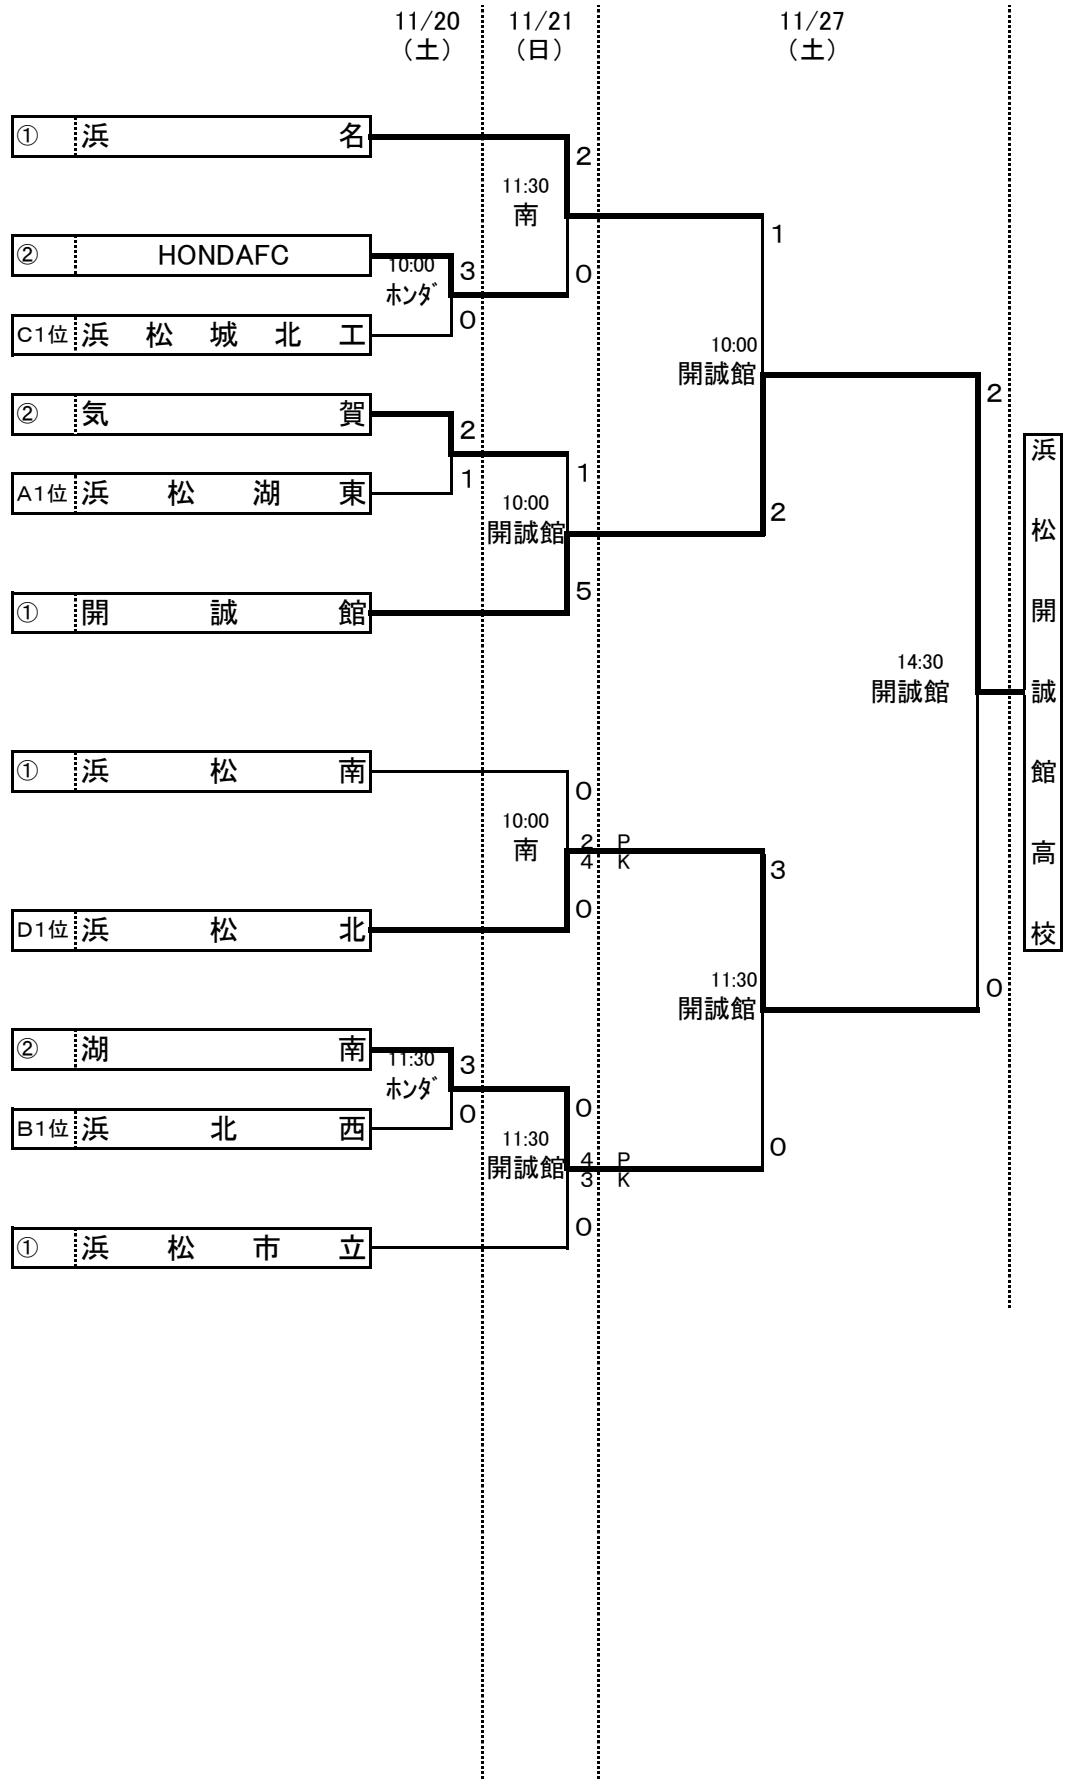 11/20 11/21 11/27
（土） （日） （土）
① 浜名
2
11:30
南
1
② HONDAFC
10:00 3 0
ホンダ
0
C1位 浜松城北工
10:00
開誠館
2
② 気賀
2
1
A1位 浜松湖東
1
10:00
開誠館
2
5
① 開誠館
14:30
開誠館
① 浜松南
0
10:00
南
2 P
4 K
3
0
D1位 浜松北
11:30
開誠館
0
② 湖南
11:30 3
ホンダ
0
0
B1位 浜北西
11:30
開誠館
4 P
3 K
0
0
① 浜松市立
浜松開誠館高校